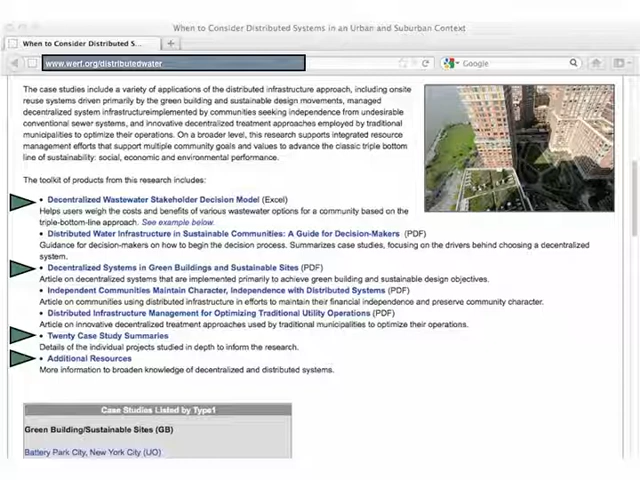 When to Consider Distributed Systems in an Urban and Suburban Context
When to Consider Distributed S...
www.werf.org/distributedwater
Google
The case studies include a variety of applications of the distributed infrastructure approach, including onsite
reuse systems driven primarily by the green building and sustainable design movements, managed
decentralized system infrastructureimplemented by communities seeking independence from undesirable
conventional sewer systems, and innovative decentralized treatment approaches employed by traditional
municipalities to optimize their operations. On a broader level, this research supports integrated resource
management efforts that support multiple community goals and values to advance the classic triple bottom
line of sustainability: social, economic and environmental performance.
The toolkit of products from this research includes:
• Decentralized Wastewater Stakeholder Decision Model (Excel)
Helps users weigh the costs and benefits of various wastewater options for a community based on the
triple-bottom-line approach. See example below.
• Distributed Water Infrastructure in Sustainable Communities: A Guide for Decision-Makers (PDF)
Guidance for decision-makers on how to begin the decision process. Summarizes case studies, focusing on the drivers behind choosing a decentralized
system.
• Decentralized Systems in Green Buildings and Sustainable Sites (PDF)
Article on decentralized systems that are implemented primarily to achieve green building and sustainable design objectives.
• Independent Communities Maintain Character, Independence with Distributed Systems (PDF)
Article on communities using distributed infrastructure in efforts to maintain their financial independence and preserve community character.
• Distributed Infrastructure Management for Optimizing Traditional Utility Operations (PDF)
Article on innovative decentralized treatment approaches used by traditional municipalities to optimize their operations.
• Twenty Case Study Summaries
Details of the individual projects studied in depth to inform the research.
• Additional Resources
More information to broaden knowledge of decentralized and distributed systems.
Case Studies Listed by Type1
Green Building/Sustainable Sites (GB)
Battery Park City, New York City (UO)